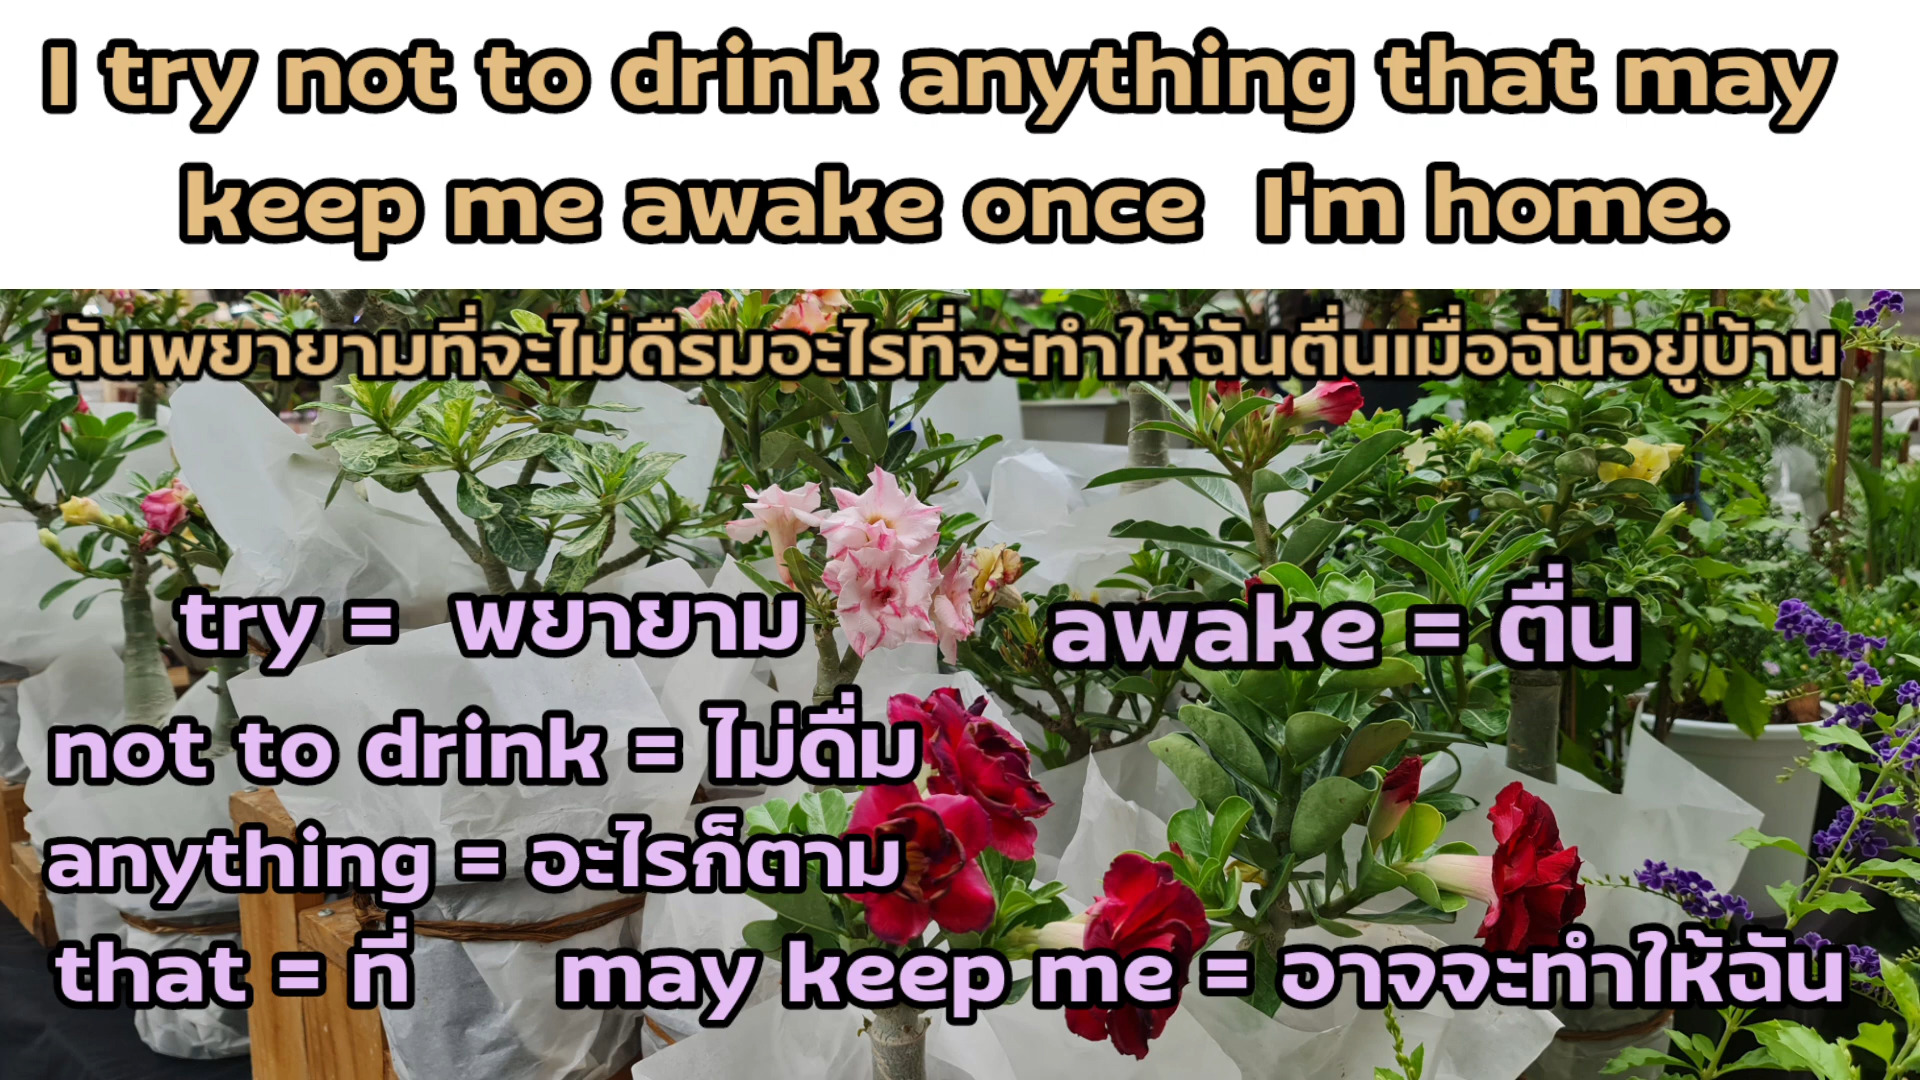 I try not to drink anything that may
keep me awake once I'm home.
ฉันพยายามที่จะไม่ดืรมอะไรที่จะทำให้ฉันตื่นเมื่อฉันอยู่บ้าน
try = พยายาม
awake = ตื่น
not to drink = ไม่ดื่ม
anything = อะไรก็ตาม
that = ที่
may keep me = อาจจะทำให้ฉัน